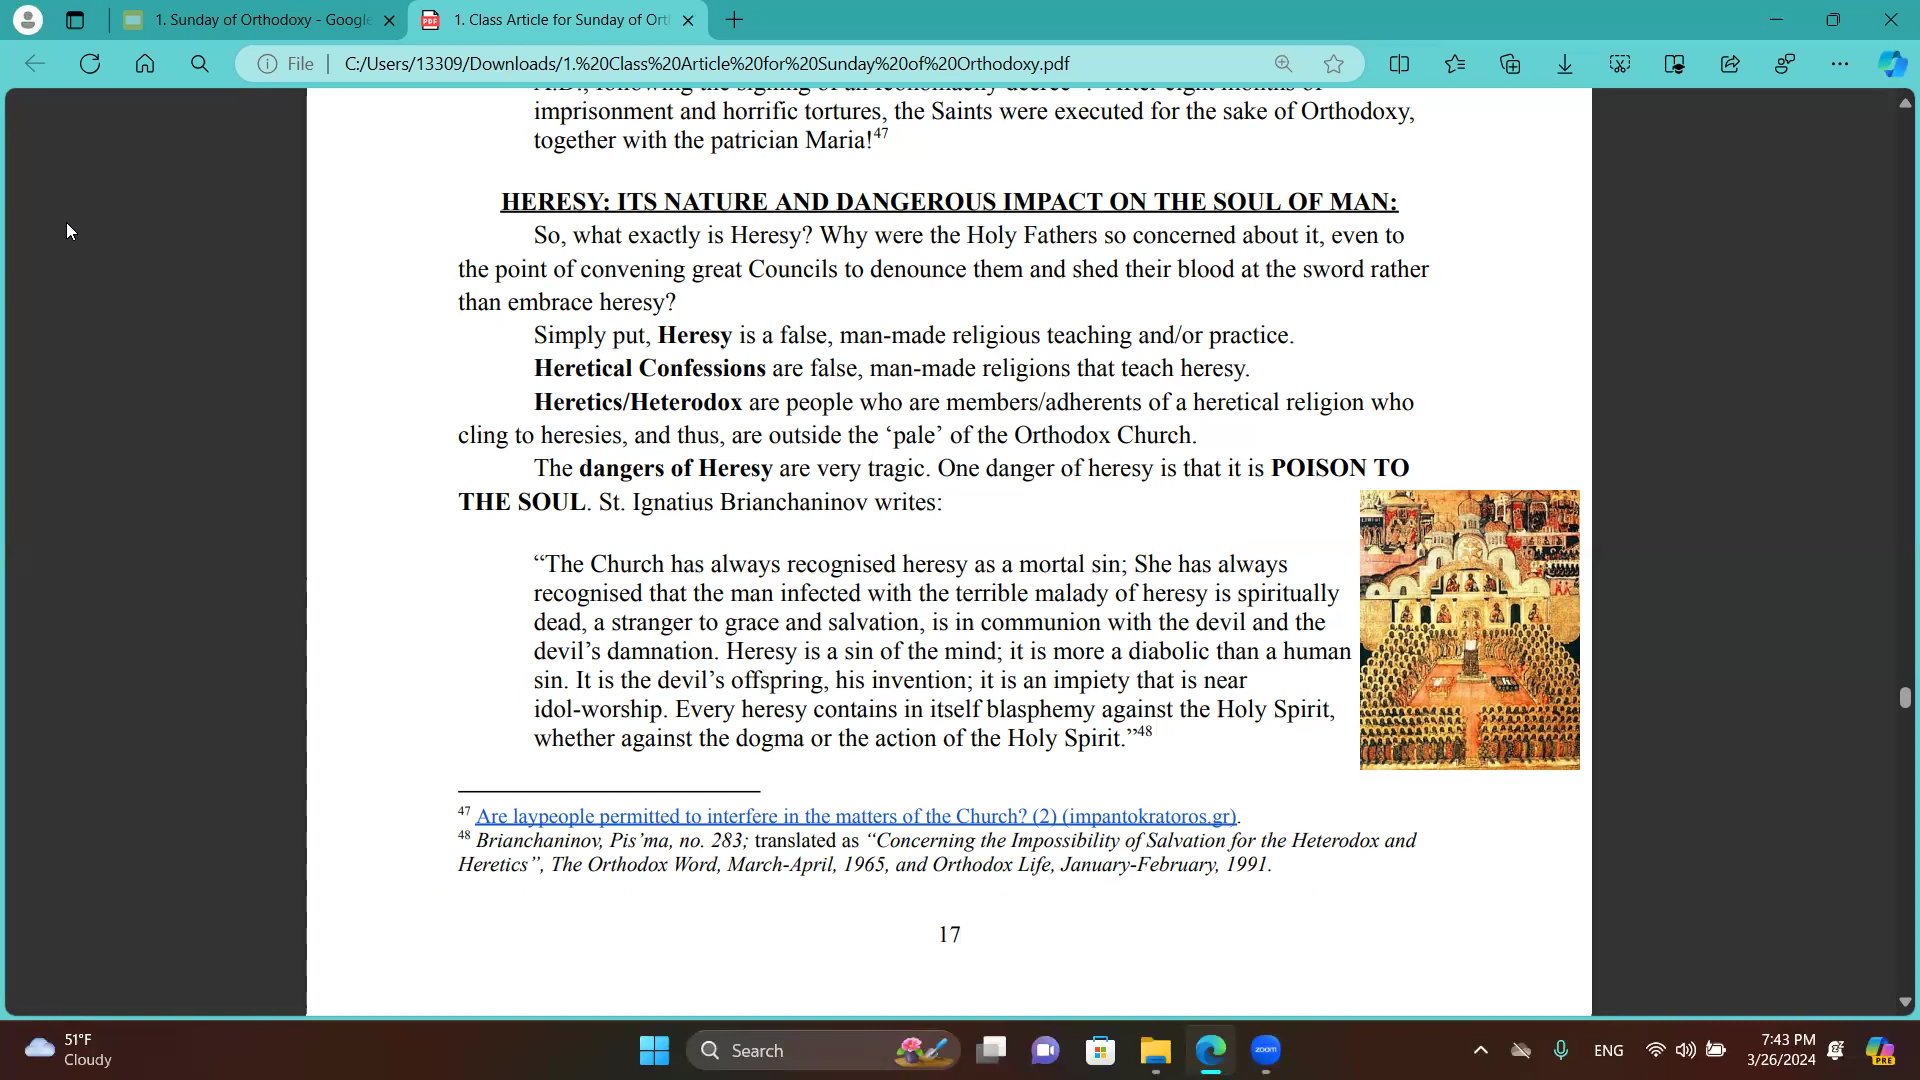 1. Sunday of Orthodoxy - Google
1. Class Article for Sunday of Ort
File
C:/Users/13309/Downloads/1.%20Class%20Article%20for%20Sunday%20of%20Orthodoxy.pdf
imprisonment and horrific tortures, the Saints were executed for the sake of Orthodoxy,
together with the patrician Maria!47
HERESY: ITS NATURE AND DANGEROUS IMPACT ON THE SOUL OF MAN:
So, what exactly is Heresy? Why were the Holy Fathers so concerned about it, even to
the point of convening great Councils to denounce them and shed their blood at the sword rather
than embrace heresy?
Simply put, Heresy is a false, man-made religious teaching and/or practice.
Heretical Confessions are false, man-made religions that teach heresy.
Heretics/Heterodox are people who are members/adherents of a heretical religion who
cling to heresies, and thus, are outside the ‘pale’ of the Orthodox Church.
The dangers of Heresy are very tragic. One danger of heresy is that it is POISON TO
THE SOUL. St. Ignatius Brianchaninov writes:
“The Church has always recognised heresy as a mortal sin; She has always
recognised that the man infected with the terrible malady of heresy is spiritually
dead, a stranger to grace and salvation, is in communion with the devil and the
devil’s damnation. Heresy is a sin of the mind; it is more a diabolic than a human
sin. It is the devil’s offspring, his invention; it is an impiety that is near
idol-worship. Every heresy contains in itself blasphemy against the Holy Spirit,
whether against the dogma or the action of the Holy Spirit.”48
47 Are laypeople permitted to interfere in the matters of the Church? (2) (impantokratoros.gr).
48 Brianchaninov, Pis’ma, no. 283; translated as “Concerning the Impossibility of Salvation for the Heterodox and
Heretics”, The Orthodox Word, March-April, 1965, and Orthodox Life, January-February, 1991.
17
51°F
Cloudy
Search
zoom
ENG
7:43 PM
3/26/2024
PRE